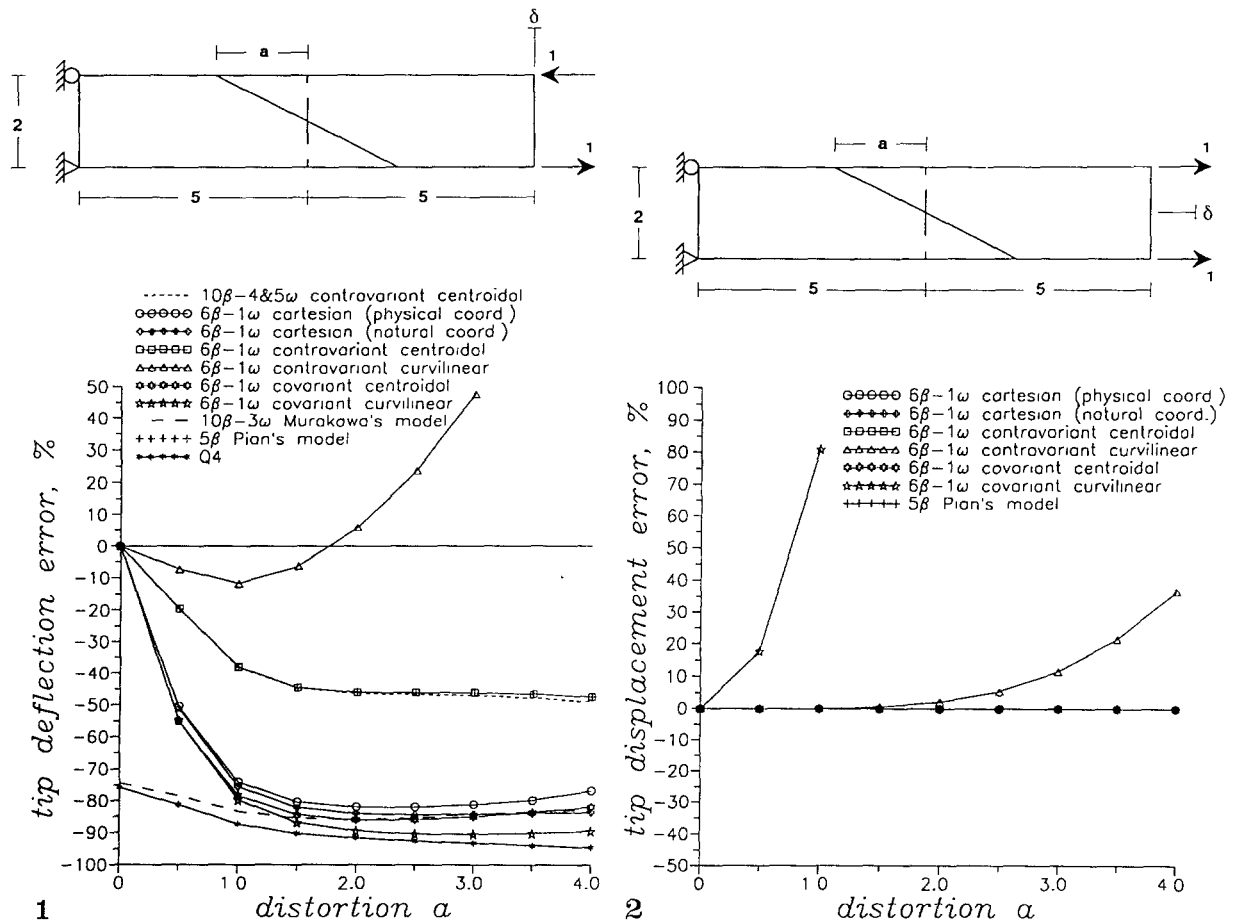 δ
a
1
2
1
5
5
10β-4&5ω contravariant centroidal
6β-1ω cartesian (physical coord)
6β-1ω cartesian (natural coord)
6β-1ω contravariant centroidal
6β-1ω contravariant curvilinear
6β-1ω covariant centroidal
6β-1ω covariant curvilinear
10β-3ω Murakawa's model
5β Pian's model
Q4
50
40
30
20
10
0
-10
-20
-30
-40
-50
-60
-70
-80
-90
-100
tip deflection error, %
0
1 0
2.0
3.0
4.0
distortion a
1
a
1
2
δ
1
5
5
6β-1ω cartesian (physical coord)
6β-1ω cartesian (natural coord.)
6β-1ω contravariant centroidal
6β-1ω contravariant curvilinear
6β-1ω covariant centroidal
6β-1ω covariant curvilinear
5β Pian's model
100
90
80
70
60
50
40
30
20
10
0
-10
-20
-30
-40
-50
tip displacement error, %
0
1 0
2.0
3.0
4 0
distortion a
2